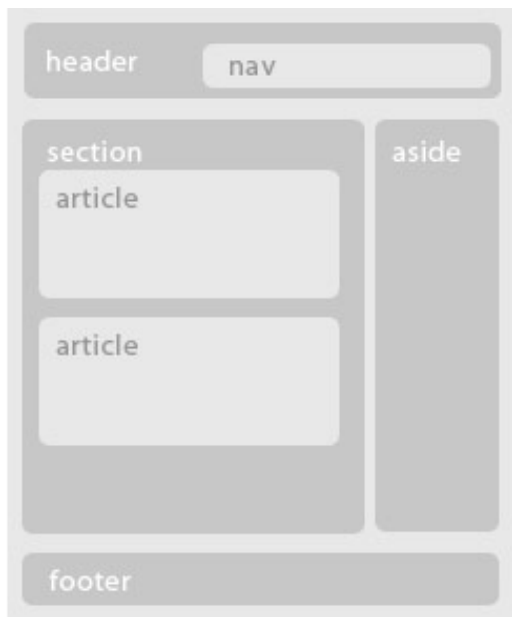 header
nav
section
aside
article
article
footer